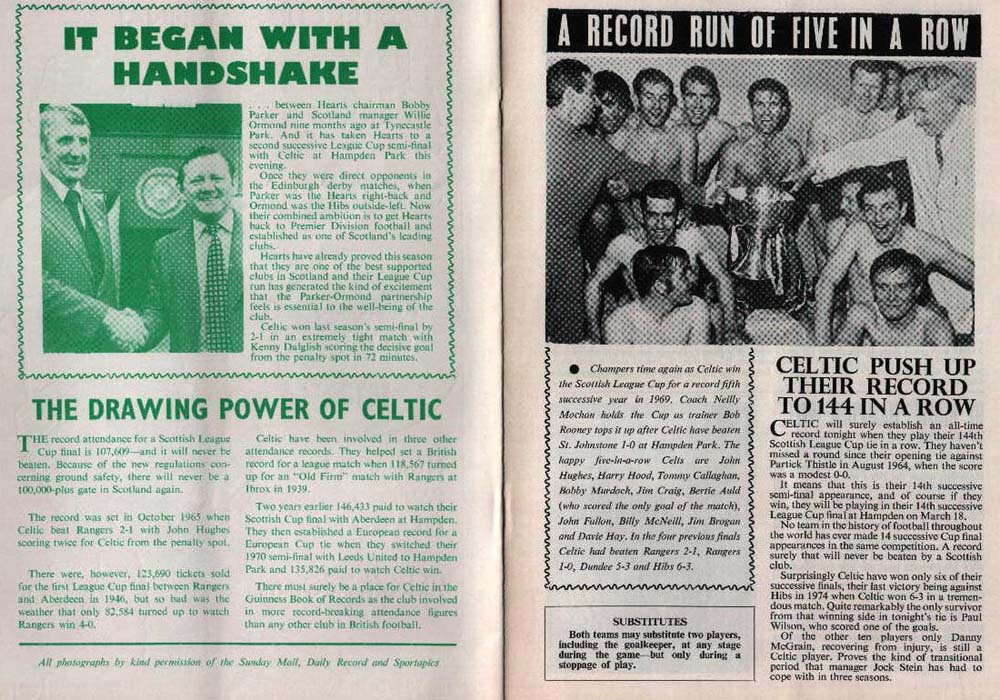 IT BEGAN WITH A
HANDSHAKE
. . . between Hearts chairman Bobby
Parker and Scotland manager Willie
Ormond nine months ago at Tynecastle
Park. And it has taken Hearts to a
second successive League Cup semi-final
with Celtic at Hampden Park this
evening.
Once they were direct opponents in
the Edinburgh derby matches, when
Parker was the Hearts right-back and
Ormond was the Hibs outside-left. Now
their combined ambition is to get Hearts
back to Premier Division football and
established as one of Scotland's leading
clubs.
Hearts have already proved this season
that they are one of the best supported
clubs in Scotland and their League Cup
run has generated the kind of excitement
that the Parker-Ormond partnership
feels is essential to the well-being of the
club.
Celtic won last season's semi-final by
2-1 in an extremely tight match with
Kenny Dalglish scoring the decisive goal
from the penalty spot in 72 minutes.
THE DRAWING POWER OF CELTIC
THE record attendance for a Scottish League
Cup final is 107,609—and it will never be
beaten. Because of the new regulations con-
cerning ground safety, there will never be a
100,000-plus gate in Scotland again.
The record was set in October 1965 when
Celtic beat Rangers 2-1 with John Hughes
scoring twice for Celtic from the penalty spot.
There were, however, 123,690 tickets sold
for the first League Cup final between Rangers
and Aberdeen in 1946, but so bad was the
weather that only 82,584 turned up to watch
Rangers win 4-0.
Celtic have been involved in three other
attendance records. They helped set a British
record for a league match when 118,567 turned
up for an "Old Firm" match with Rangers at
Ibrox in 1939.
Two years earlier 146,433 paid to watch their
Scottish Cup final with Aberdeen at Hampden.
They then established a European record for a
European Cup tie when they switched their
1970 semi-final with Leeds United to Hampden
Park and 135,826 paid to watch Celtic win.
There must surely be a place for Celtic in the
Guinness Book of Records as the club involved
in more record-breaking attendance figures
than any other club in British football.
All photographs by kind permission of the Sunday Mail, Daily Record and Sportapics
A RECORD RUN OF FIVE IN A ROW
● Champers time again as Celtic win
the Scottish League Cup for a record fifth
successive year in 1969. Coach Neilly
Mochan holds the Cup as trainer Bob
Rooney tops it up after Celtic have beaten
St. Johnstone 1-0 at Hampden Park. The
happy five-in-a-row Celts are John
Hughes, Harry Hood, Tommy Callaghan,
Bobby Murdoch, Jim Craig, Bertie Auld
(who scored the only goal of the match),
John Fallon, Billy McNeill, Jim Brogan
and Davie Hay. In the four previous finals
Celtic had beaten Rangers 2-1, Rangers
1-0, Dundee 5-3 and Hibs 6-3.
SUBSTITUTES
Both teams may substitute two players,
including the goalkeeper, at any stage
during the game—but only during a
stoppage of play.
CELTIC PUSH UP
THEIR RECORD
TO 144 IN A ROW
CELTIC will surely establish an all-time
record tonight when they play their 144th
Scottish League Cup tie in a row. They haven't
missed a round since their opening tie against
Partick Thistle in August 1964, when the score
was a modest 0-0.
It means that this is their 14th successive
semi-final appearance, and of course if they
win, they will be playing in their 14th successive
League Cup final at Hampden on March 18.
No team in the history of football throughout
the world has ever made 14 successive Cup final
appearances in the same competition. A record
surely that will never be beaten by a Scottish
club.
Surprisingly Celtic have won only six of their
successive finals, their last victory being against
Hibs in 1974 when Celtic won 6-3 in a tremen-
dous match. Quite remarkably the only survivor
from that winning side in tonight's tie is Paul
Wilson, who scored one of the goals.
Of the other ten players only Danny
McGrain, recovering from injury, is still a
Celtic player. Proves the kind of transitional
period that manager Jock Stein has had to
cope with in three seasons.